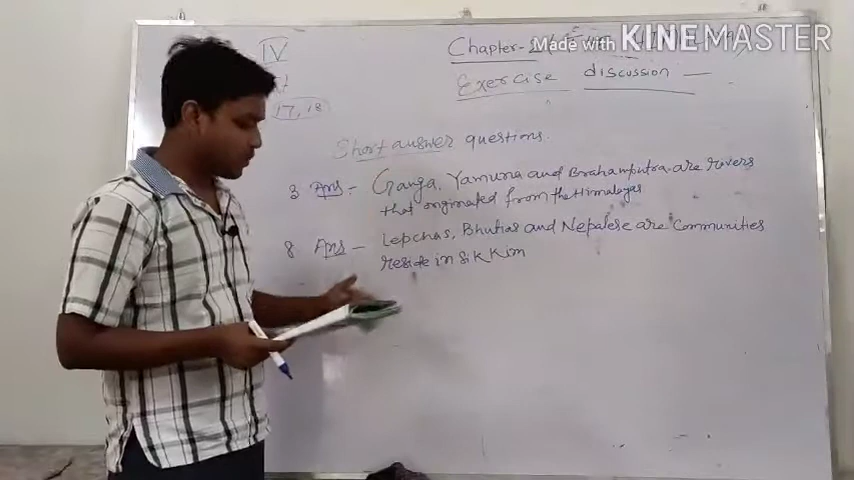 IV
Chapter-
Made with KINEMASTER
Exercise discussion —
17, 18
Short answer questions.
3 Ans - Ganga, Yamuna and Brahamputra are rivers
that originated from the Himalayas
8 Ans - Lepchas, Bhutias and Nepalese are Communities
reside in Sikkim